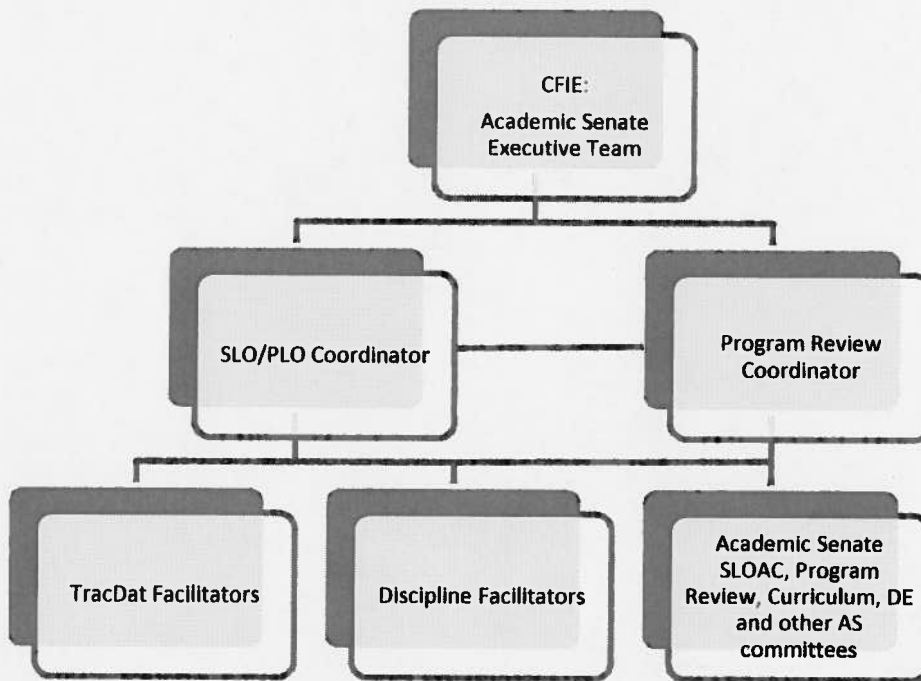 CFIE:
Academic Senate
Executive Team
SLO/PLO Coordinator
Program Review
Coordinator
TracDat Facilitators
Discipline Facilitators
Academic Senate
SLOAC, Program
Review, Curriculum, DE
and other AS
committees